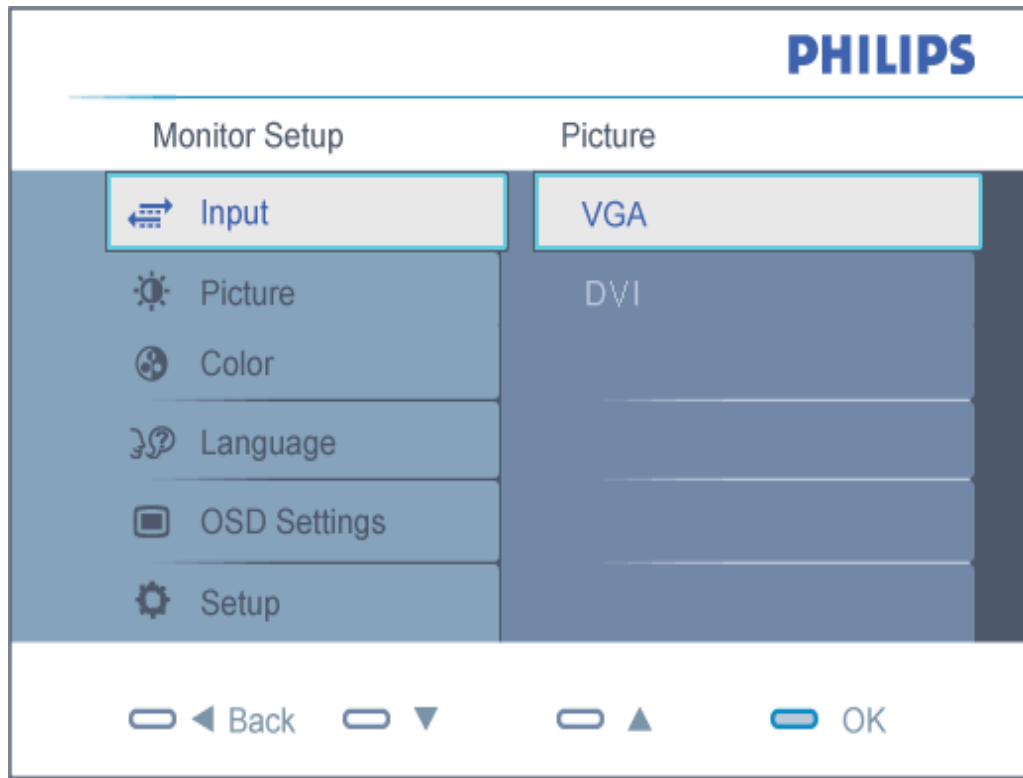 PHILIPS
Monitor Setup Picture
Input VGA
Picture DVI
Color
Language
OSD Settings
Setup
Back OK